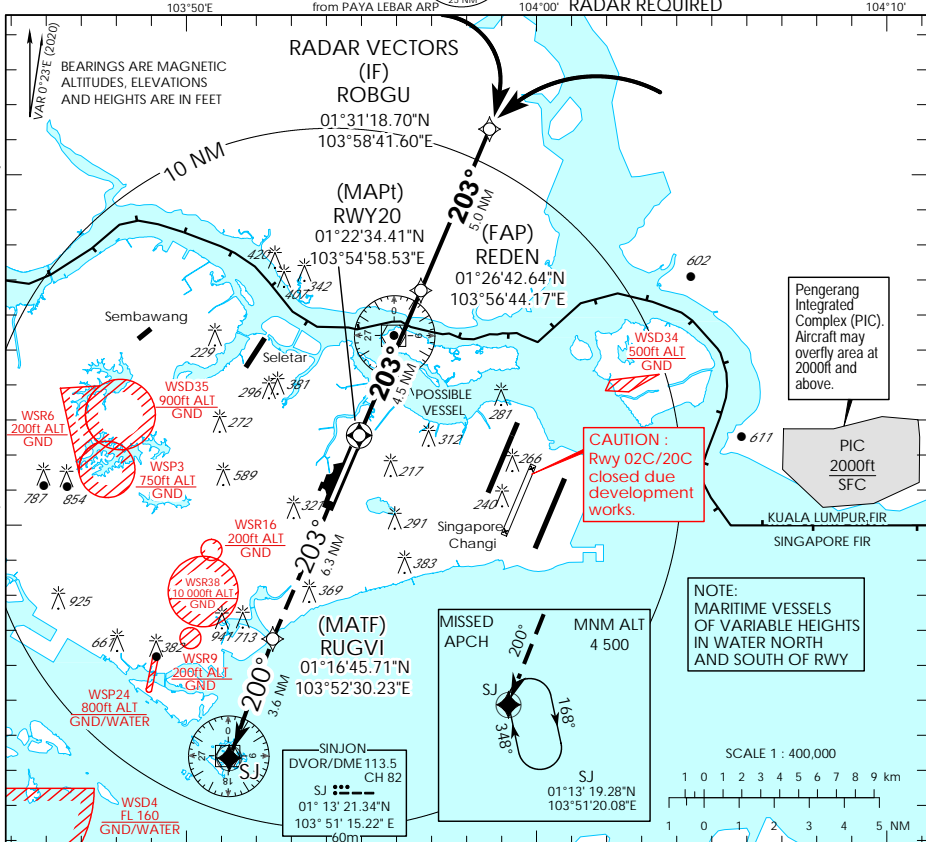 103°50'E
from PAYA LEBAR ARP
25 NM
104°00'
RADAR REQUIRED
104°10'
VAR 0°23'E (2020)
BEARINGS ARE MAGNETIC
ALTITUDES, ELEVATIONS
AND HEIGHTS ARE IN FEET
RADAR VECTORS
(IF)
ROBGU
01°31'18.70"N
103°58'41.60"E
10 NM
203°
5.0 NM
(MAPt)
RWY20
01°22'34.41"N
103°54'58.53"E
(FAP)
REDEN
01°26'42.64"N
103°56'44.17"E
420
407
342
602
Sembawang
229
Seletar
296
381
203°
4.5 NM
POSSIBLE
VESSEL
281
312
WSD34
500ft ALT
GND
Pengerang
Integrated
Complex (PIC).
Aircraft may
overfly area at
2000ft and
above.
WSD35
900ft ALT
GND
WSR6
200ft ALT
GND
272
WSP3
750ft ALT
GND
787
854
589
217
266
240
611
CAUTION :
Rwy 02C/20C
closed due
development
works.
PIC
2000ft
SFC
321
291
Singapore
Changi
KUALA LUMPUR FIR
SINGAPORE FIR
WSR16
200ft ALT
GND
203°
6.3 NM
383
WSR38
10 000ft ALT
GND
369
925
941
713
661
382
WSR9
200ft ALT
GND
(MATF)
RUGVI
01°16'45.71"N
103°52'30.23"E
NOTE:
MARITIME VESSELS
OF VARIABLE HEIGHTS
IN WATER NORTH
AND SOUTH OF RWY
MISSED
APCH
MNM ALT
4 500
200°
SJ
168°
348°
SJ
01°13' 19.28"N
103°51'20.08"E
WSP24
800ft ALT
GND/WATER
200°
3.6 NM
0
9
18
27
SJ
SINJON
DVOR/DME 113.5
CH 82
SJ
01° 13' 21.34"N
103° 51' 15.22" E
60m
WSD4
FL 160
GND/WATER
SCALE 1 : 400,000
1 0 1 2 3 4 5 6 7 8 9 km
1 0 1 2 3 4 5 NM